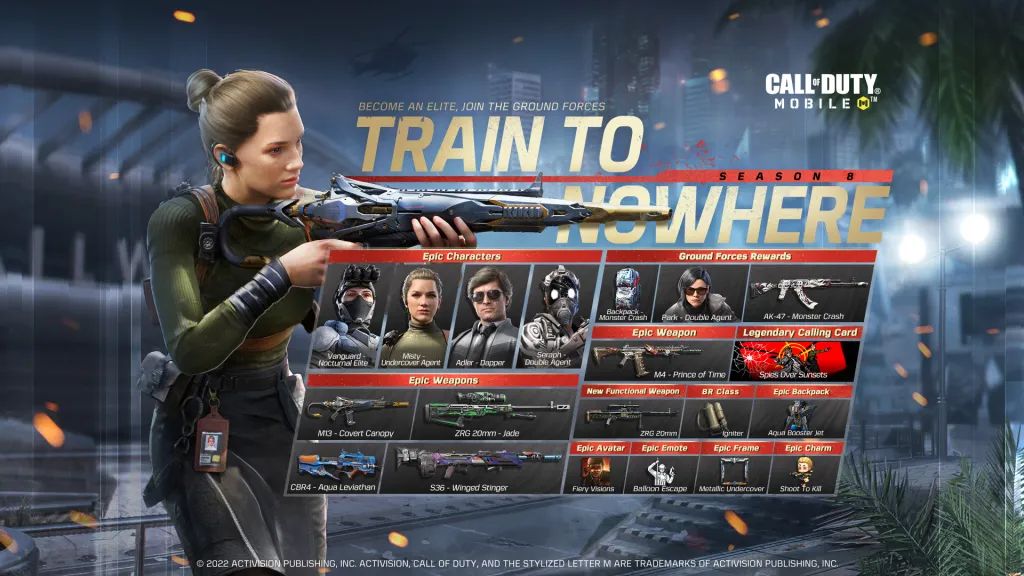 CALL OF DUTY®
MOBILE M™
BECOME AN ELITE, JOIN THE GROUND FORCES
TRAIN TO
SEASON 8
NOWHERE
Epic Characters
Vanguard - Nocturnal Elite
Misty - Undercover Agent
Adler - Dapper
Seraph - Double Agent
Ground Forces Rewards
Backpack - Monster Crash
Park - Double Agent
AK-47 - Monster Crash
Epic Weapon
M4 - Prince of Time
Legendary Calling Card
Spies Over Sunsets
Epic Weapons
M13 - Covert Canopy
ZRG 20mm - Jade
CBR4 - Aqua Leviathan
S36 - Winged Stinger
New Functional Weapon
ZRG 20mm
BR Class
Igniter
Epic Backpack
Aqua Booster Jet
Epic Avatar
Fiery Visions
Epic Emote
Balloon Escape
Epic Frame
Metallic Undercover
Epic Charm
Shoot To Kill
© 2022 ACTIVISION PUBLISHING, INC. ACTIVISION, CALL OF DUTY, AND THE STYLIZED LETTER M ARE TRADEMARKS OF ACTIVISION PUBLISHING, INC.